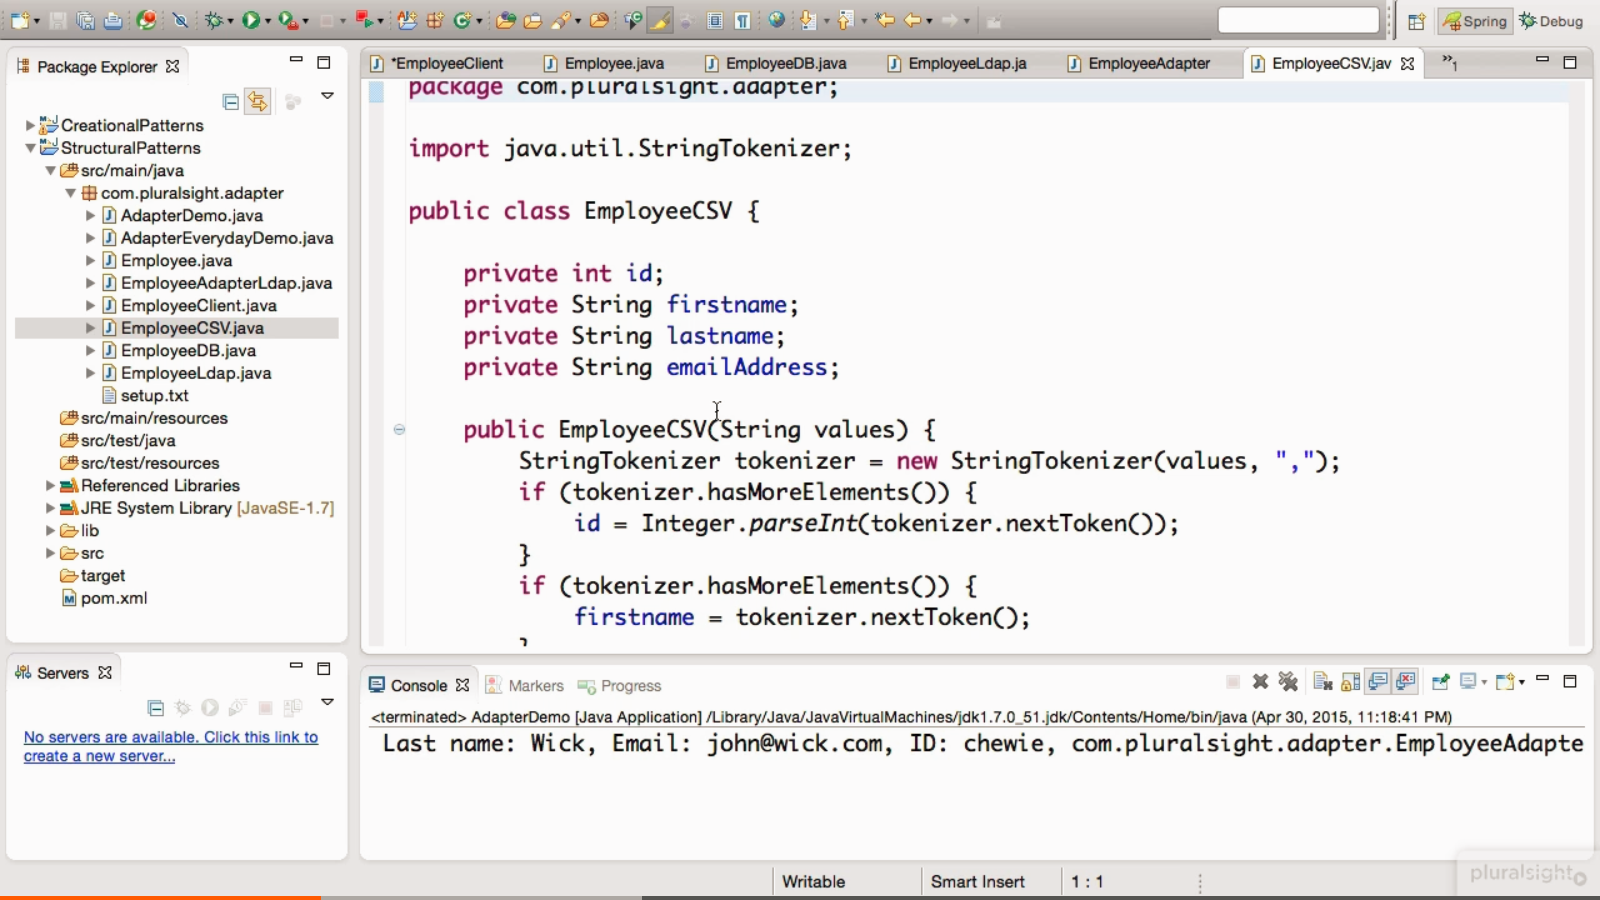 Spring
Debug
Package Explorer
CreationalPatterns
StructuralPatterns
src/main/java
com.pluralsight.adapter
AdapterDemo.java
AdapterEverydayDemo.java
Employee.java
EmployeeAdapterLdap.java
EmployeeClient.java
EmployeeCSV.java
EmployeeDB.java
EmployeeLdap.java
setup.txt
src/main/resources
src/test/java
src/test/resources
Referenced Libraries
JRE System Library [JavaSE-1.7]
lib
src
target
pom.xml
*EmployeeClient
Employee.java
EmployeeDB.java
EmployeeLdap.ja
EmployeeAdapter
EmployeeCSV.jav
»1
package com.pluralsight.adapter;
import java.util.StringTokenizer;
public class EmployeeCSV {
private int id;
private String firstname;
private String lastname;
private String emailAddress;
public EmployeeCSV(String values) {
StringTokenizer tokenizer = new StringTokenizer(values, ",");
if (tokenizer.hasMoreElements()) {
id = Integer.parseInt(tokenizer.nextToken());
}
if (tokenizer.hasMoreElements()) {
firstname = tokenizer.nextToken();
}
Servers
No servers are available. Click this link to
create a new server...
Console
Markers
Progress
<terminated> AdapterDemo [Java Application] /Library/Java/JavaVirtualMachines/jdk1.7.0_51.jdk/Contents/Home/bin/java (Apr 30, 2015, 11:18:41 PM)
Last name: Wick, Email: john@wick.com, ID: chewie, com.pluralsight.adapter.EmployeeAdapte
Writable
Smart Insert
1 : 1
pluralsight